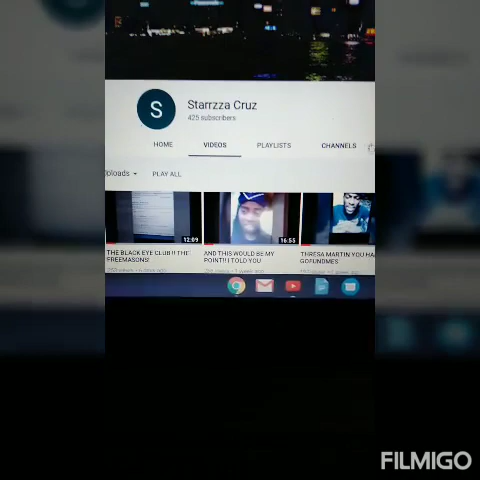 S
Starrzza Cruz
425 subscribers
HOME VIDEOS PLAYLISTS CHANNELS
PLAY ALL
12:09 16:55
THE BLACK EYE CLUB !! THE FREEMASONS!
AND THIS WOULD BE MY POINT!! I TOLD YOU
THRESA MARTIN YOU HA GOFUNDMES
FILMIGO